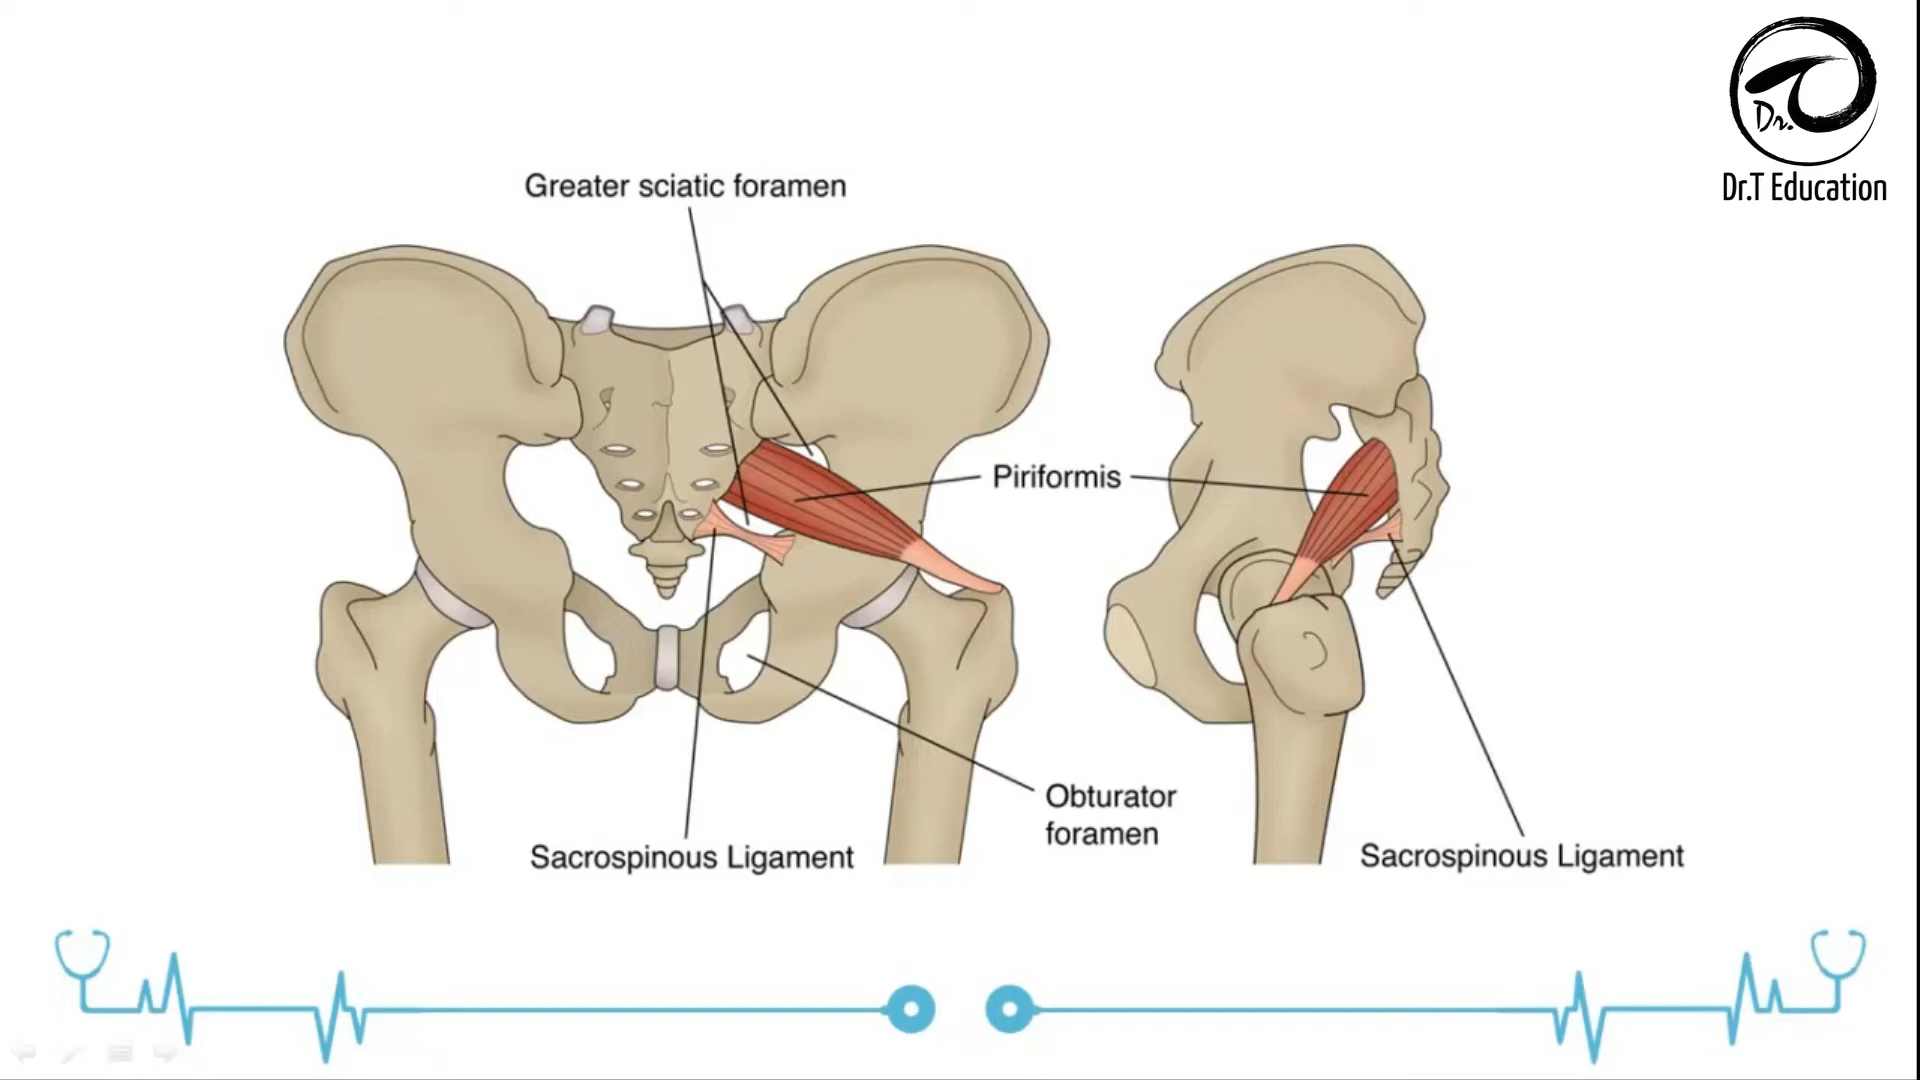 Dr.
Dr.T Education
Greater sciatic foramen
Piriformis
Obturator
foramen
Sacrospinous Ligament
Sacrospinous Ligament